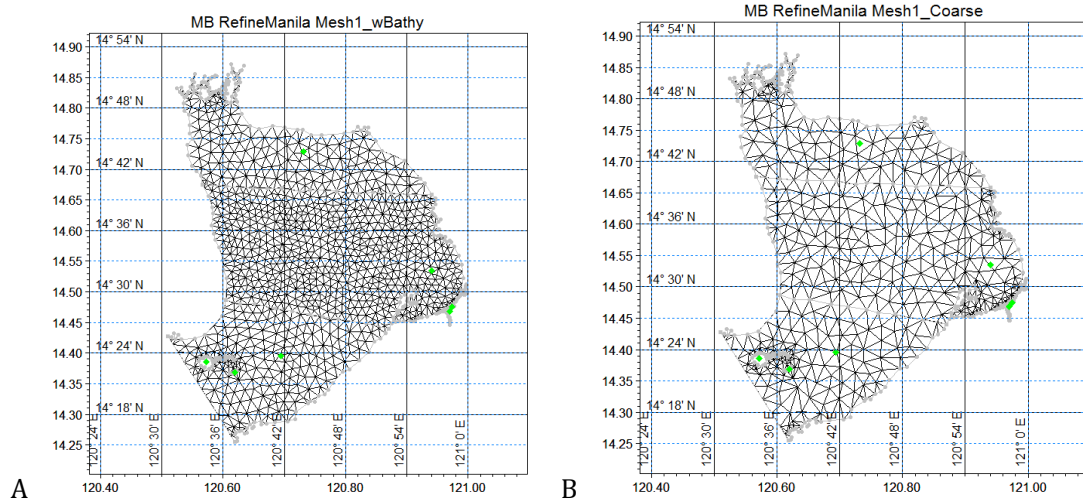 MB RefineManila Mesh1_wBathy
14° 54' N
14.90
14.85
14° 48' N
14.80
14.75
14° 42' N
14.70
14.65
14° 36' N
14.60
14.55
14° 30' N
14.50
14.45
14° 24' N
14.40
14.35
14° 18' N
14.30
14.25
120° 24' E
120° 30' E
120° 36' E
120° 42' E
120° 48' E
120° 54' E
121° 0' E
120.40
120.60
120.80
121.00
A
MB RefineManila Mesh1_Coarse
14° 54' N
14.90
14.85
14° 48' N
14.80
14.75
14° 42' N
14.70
14.65
14° 36' N
14.60
14.55
14° 30' N
14.50
14.45
14° 24' N
14.40
14.35
14° 18' N
14.30
14.25
24' E
120° 30' E
120° 36' E
120° 42' E
120° 48' E
120° 54' E
121° 0' E
120.40
120.60
120.80
121.00
B